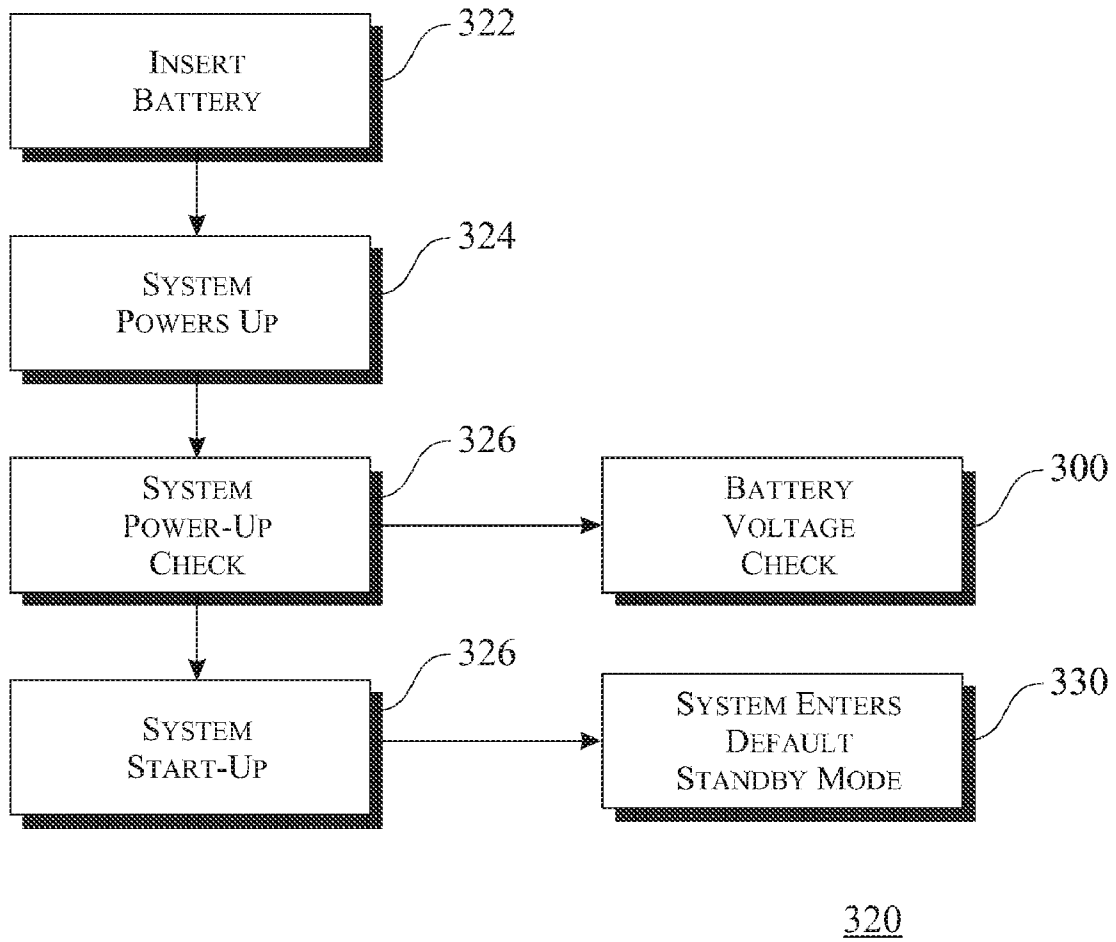 INSERT
BATTERY
322
SYSTEM
POWERS UP
324
SYSTEM
POWER-UP
CHECK
326
BATTERY
VOLTAGE
CHECK
300
SYSTEM
START-UP
326
SYSTEM ENTERS
DEFAULT
STANDBY MODE
330
320